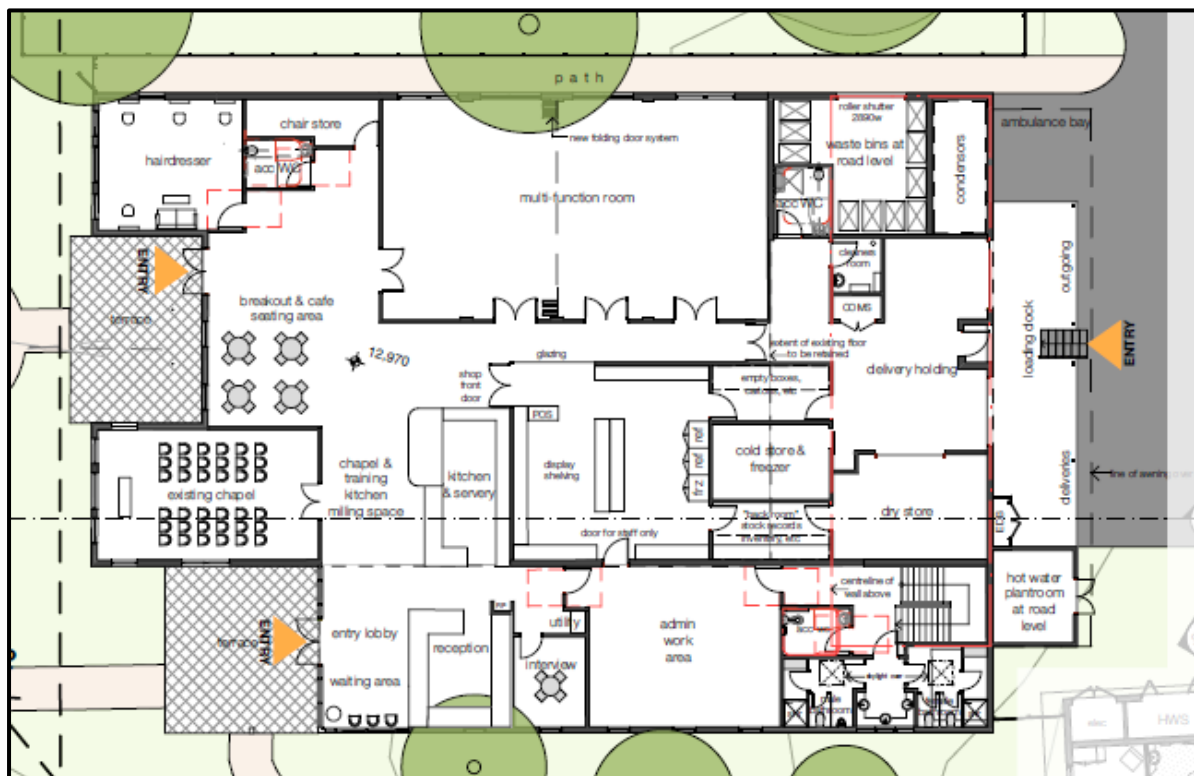 path
roller shutter
2890w
ambulance bay
chair store
new folding door system
waste bins at
road level
condensors
hairdresser
acc WC
multi-function room
acc WC
cleaners
room
outgoing
ENTRY
terrace
breakout & cafe
seating area
COMS
loading dock
ENTRY
12,970
glazing
extent of existing floor
to be retained
delivery holding
shop
front
door
empty boxes,
cartons, etc
POS
ref
ref
frz
cold store &
freezer
chapel &
training
kitchen
milling space
kitchen
& servery
display
shelving
existing chapel
deliveries
line of awning
"back room"
stock records
inventory, etc
dry store
EDB
door for staff only
hot water
plantroom
at road
level
centreline of
wall above
entry lobby
utility
admin
work
area
terrace
ENTRY
reception
interview
waiting area
skylight over
elec
HWS